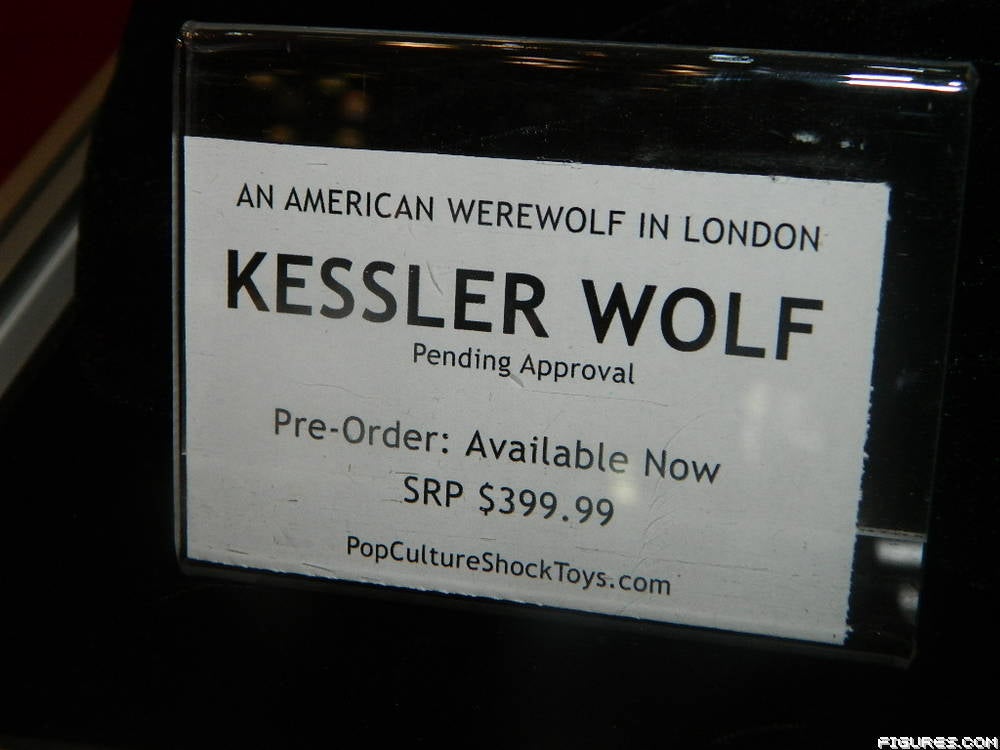 AN AMERICAN WEREWOLF IN LONDON
KESSLER WOLF
Pending Approval
Pre-Order: Available Now
SRP $399.99
PopCultureShockToys.com
FIGURES.COM